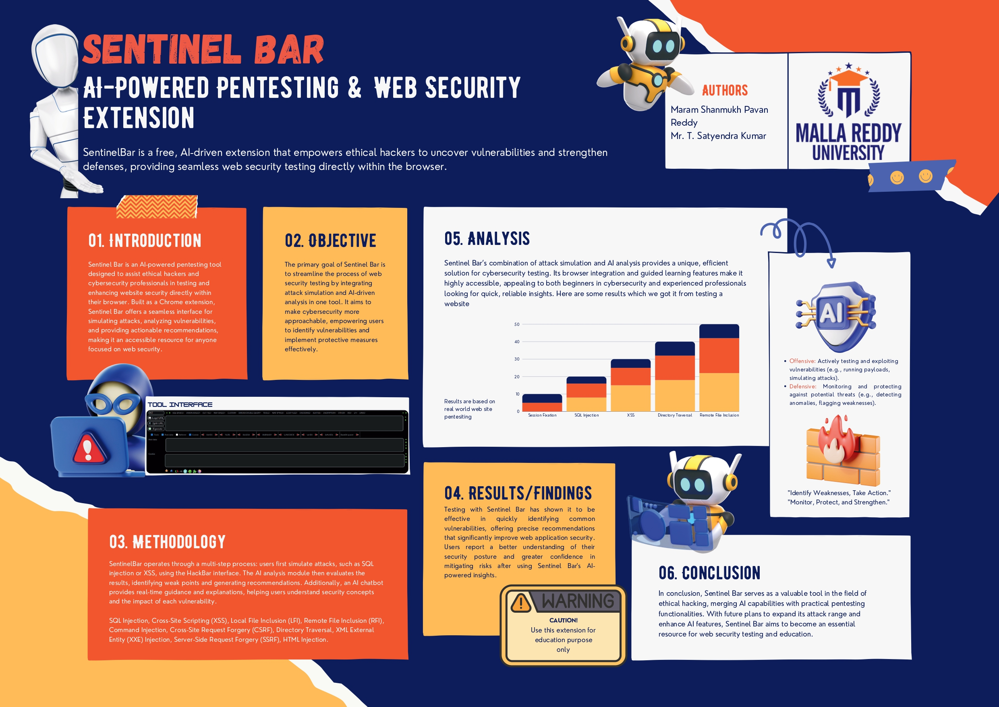 SENTINEL BAR
AI-POWERED PENTESTING & WEB SECURITY
EXTENSION
SentinelBar is a free, AI-driven extension that empowers ethical hackers to uncover vulnerabilities and strengthen
defenses, providing seamless web security testing directly within the browser.
AUTHORS
Maram Shanmukh Pavan
Reddy
Mr. T. Satyendra Kumar
MALLA REDDY
UNIVERSITY
01. INTRODUCTION
Sentinel Bar is an AI-powered pentesting tool
designed to assist ethical hackers and
cybersecurity professionals in testing and
enhancing website security directly within
their browser. Built as a Chrome extension,
Sentinel Bar offers a seamless interface for
simulating attacks, analyzing vulnerabilities,
and providing actionable recommendations,
making it an accessible resource for anyone
focused on web security.
02. OBJECTIVE
The primary goal of Sentinel Bar is
to streamline the process of web
security testing by integrating
attack simulation and AI-driven
analysis in one tool. It aims to
make cybersecurity more
approachable, empowering users
to identify vulnerabilities and
implement protective measures
effectively.
TOOL INTERFACE
Load URL
Split URL
Execute
Post data
Cookie
03. METHODOLOGY
SentinelBar operates through a multi-step process: users first simulate attacks, such as SQL
injection or XSS, using the HackBar interface. The AI analysis module then evaluates the
results, identifying weak points and generating recommendations. Additionally, an AI chatbot
provides real-time guidance and explanations, helping users understand security concepts
and the impact of each vulnerability.
SQL Injection, Cross-Site Scripting (XSS), Local File Inclusion (LFI), Remote File Inclusion (RFI),
Command Injection, Cross-Site Request Forgery (CSRF), Directory Traversal, XML External
Entity (XXE) Injection, Server-Side Request Forgery (SSRF), HTML Injection.
05. ANALYSIS
Sentinel Bar's combination of attack simulation and AI analysis provides a unique, efficient
solution for cybersecurity testing. Its browser integration and guided learning features make it
highly accessible, appealing to both beginners in cybersecurity and experienced professionals
looking for quick, reliable insights. Here are some results which we got it from testing a
website
50
40
30
20
10
0
Session Fixation
SQL Injection
XSS
Directory Traversal
Remote File Inclusion
Results are based on
real world web site
pentesiting
AI
• Offensive: Actively testing and exploiting
vulnerabilities (e.g., running payloads,
simulating attacks).
• Defensive: Monitoring and protecting
against potential threats (e.g., detecting
anomalies, flagging weaknesses).
"Identify Weaknesses, Take Action."
"Monitor, Protect, and Strengthen."
04. RESULTS/FINDINGS
Testing with Sentinel Bar has shown it to be
effective in quickly identifying common
vulnerabilities, offering precise recommendations
that significantly improve web application security.
Users report a better understanding of their
security posture and greater confidence in
mitigating risks after using Sentinel Bar's AI-
powered insights.
WARNING
CAUTION!
Use this extension for
education purpose
only
06. CONCLUSION
In conclusion, Sentinel Bar serves as a valuable tool in the field of
ethical hacking, merging AI capabilities with practical pentesting
functionalities. With future plans to expand its attack range and
enhance AI features, Sentinel Bar aims to become an essential
resource for web security testing and education.